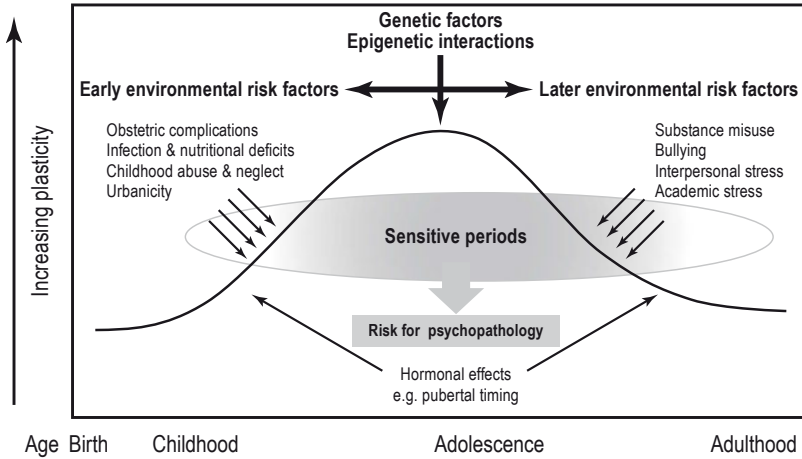 Genetic factors
Epigenetic interactions
Early environmental risk factors
Later environmental risk factors
Obstetric complications
Infection & nutritional deficits
Childhood abuse & neglect
Urbanicity
Substance misuse
Bullying
Interpersonal stress
Academic stress
Increasing plasticity
Sensitive periods
Risk for psychopathology
Hormonal effects
e.g. pubertal timing
Age Birth Childhood Adolescence Adulthood